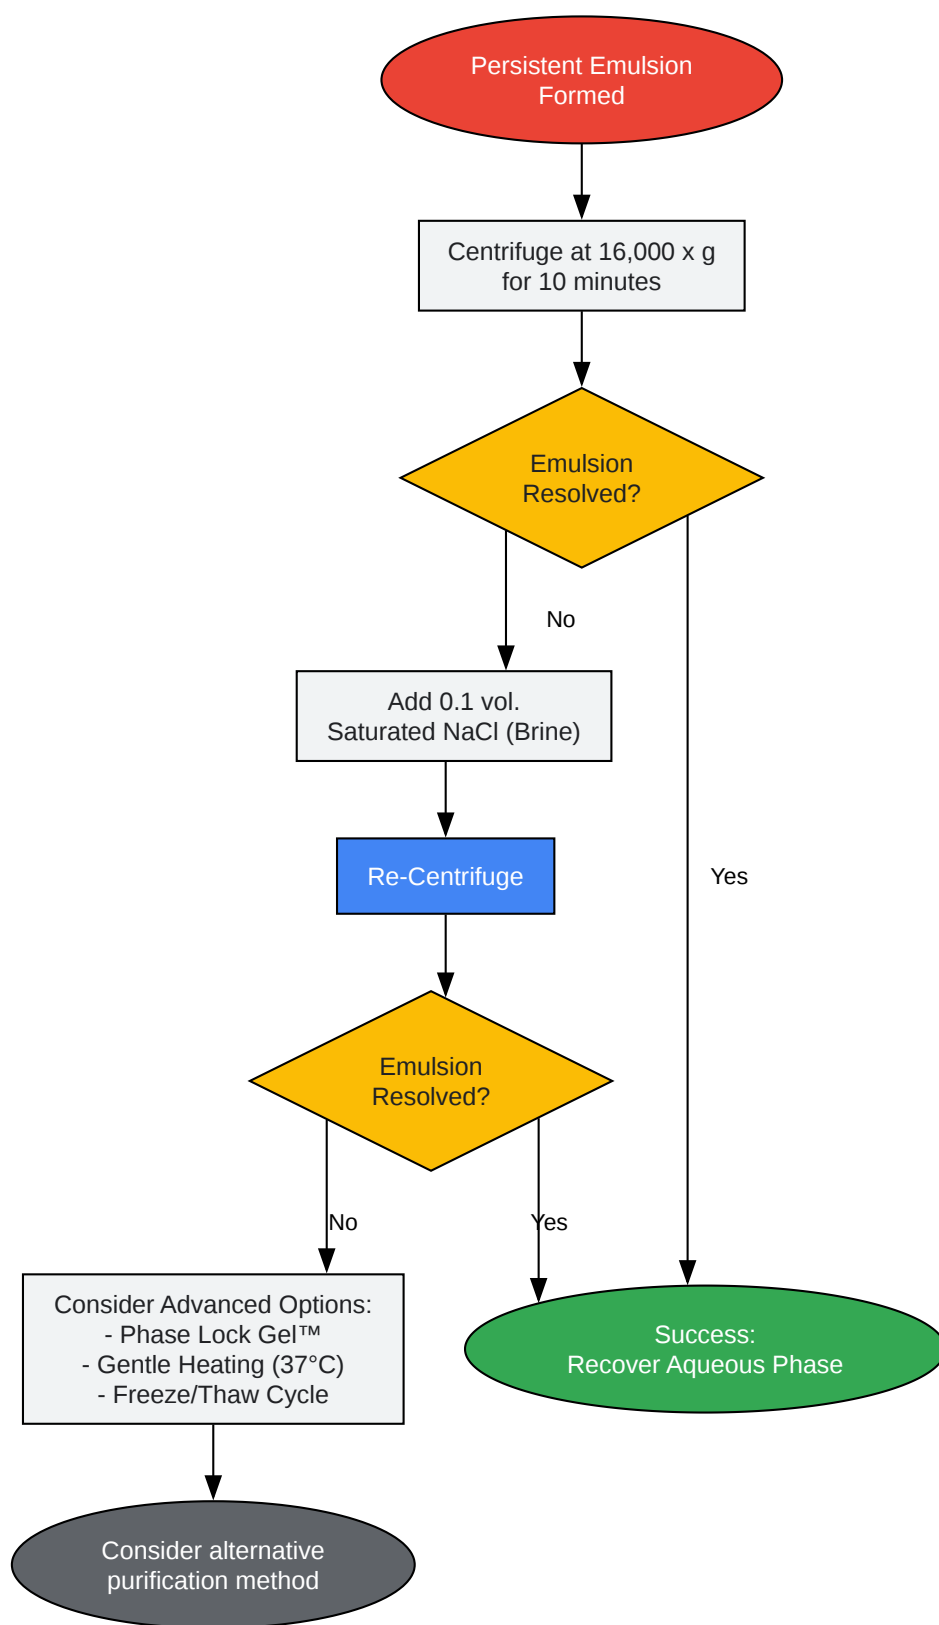 Persistent Emulsion
Formed
Centrifuge at 16,000 x g
for 10 minutes
Emulsion
Resolved?
No
Add 0.1 vol.
Saturated NaCl (Brine)
Re-Centrifuge
Yes
Emulsion
Resolved?
No
Yes
Consider Advanced Options:
- Phase Lock Gel™
- Gentle Heating (37°C)
- Freeze/Thaw Cycle
Success:
Recover Aqueous Phase
Consider alternative
purification method